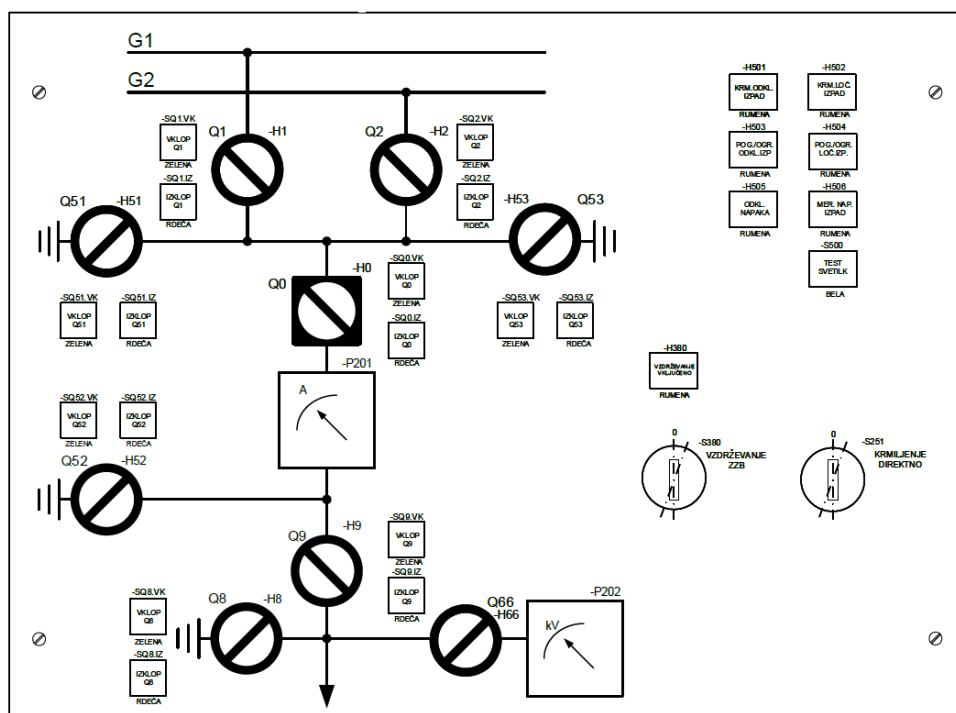 G1
G2
-H501
KRM.ODKL.
IZPAD
RUMENA
-H502
KRM.LOČ.
IZPAD
RUMENA
-SQ1.VK
VKLOP
Q1
ZELENA
Q1
-H1
Q2
-H2
-SQ2.VK
VKLOP
Q2
ZELENA
-H503
POG./OGR.
ODKL.IZP
RUMENA
-H504
POG./OGR.
LOČ.IZP.
RUMENA
-SQ1.IZ
IZKLOP
Q1
RDEČA
-SQ2.IZ
IZKLOP
Q2
RDEČA
-H505
ODKL.
NAPAKA
RUMENA
-H506
MER. NAP.
IZPAD
RUMENA
Q51
-H51
-H53
Q53
-S500
TEST
SVETILK
BELA
Q0
-H0
-SQ0.VK
VKLOP
Q0
ZELENA
-SQ0.IZ
IZKLOP
Q0
RDEČA
-SQ51.VK
VKLOP
Q51
ZELENA
-SQ51.IZ
IZKLOP
Q51
RDEČA
-SQ53.VK
VKLOP
Q53
ZELENA
-SQ53.IZ
IZKLOP
Q53
RDEČA
-P201
A
-H380
VZDRŽEVANJE
VKLJUČENO
RUMENA
-SQ52.VK
VKLOP
Q52
ZELENA
-SQ52.IZ
IZKLOP
Q52
RDEČA
0
-S380
VZDRŽEVANJE
ZZB
0
-S251
KRMILJENJE
DIREKTNO
Q52
-H52
Q9
-H9
-SQ9.VK
VKLOP
Q9
ZELENA
-SQ9.IZ
IZKLOP
Q9
RDEČA
-SQ8.VK
VKLOP
Q8
ZELENA
-SQ8.IZ
IZKLOP
Q8
RDEČA
Q8
-H8
Q66
-H66
-P202
kV